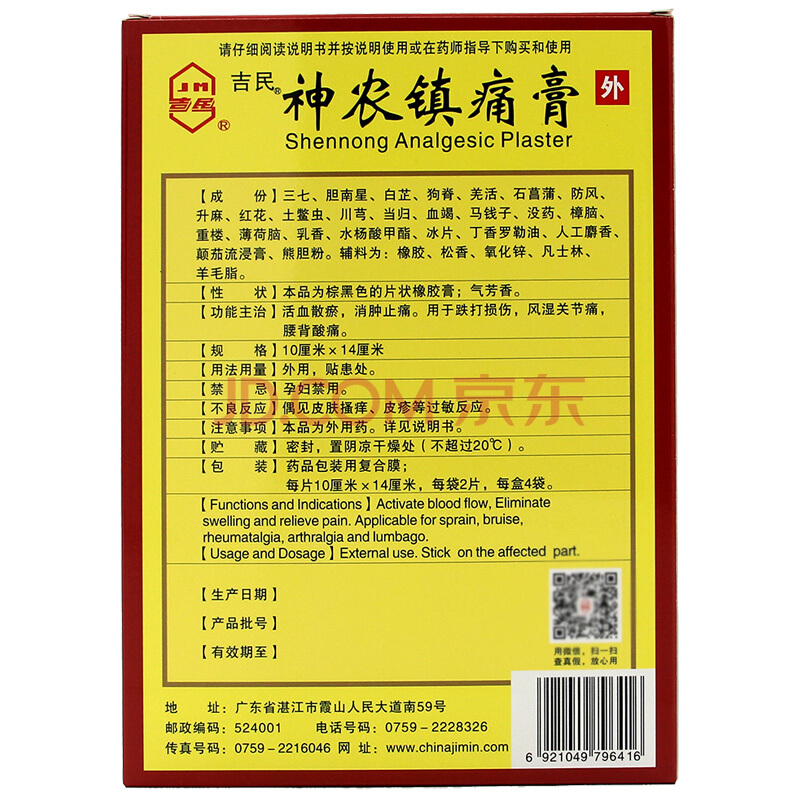 请仔细阅读说明书并按说明使用或在药师指导下购买和使用
JM
吉民
®
吉民® 神农镇痛膏 外
Shennong Analgesic Plaster
【成 份】三七、胆南星、白芷、狗脊、羌活、石菖蒲、防风、
升麻、红花、土鳖虫、川芎、当归、血竭、马钱子、没药、樟脑、
重楼、薄荷脑、乳香、水杨酸甲酯、冰片、丁香罗勒油、人工麝香、
颠茄流浸膏、熊胆粉。辅料为：橡胶、松香、氧化锌、凡士林、
羊毛脂。
【性 状】本品为棕黑色的片状橡胶膏；气芳香。
【功能主治】活血散瘀，消肿止痛。用于跌打损伤，风湿关节痛，
腰背酸痛。
【规 格】10厘米×14厘米
【用法用量】外用，贴患处。
【禁 忌】孕妇禁用。
JD.COM 京东
【不良反应】偶见皮肤搔痒、皮疹等过敏反应。
【注意事项】本品为外用药。详见说明书。
【贮 藏】密封，置阴凉干燥处（不超过20℃）。
【包 装】药品包装用复合膜；
每片10厘米×14厘米，每袋2片，每盒4袋。
【Functions and Indications】Activate blood flow, Eliminate
swelling and relieve pain. Applicable for sprain, bruise,
rheumatalgia, arthralgia and lumbago.
【Usage and Dosage】External use. Stick on the affected part.
【生产日期】
【产品批号】
【有效期至】
用微信，扫一扫
查真假，放心用
地 址：广东省湛江市霞山人民大道南59号
邮政编码：524001 电话号码：0759－2228326
传真号码：0759－2216046 网 址：www.chinajimin.com
6 921049 796416